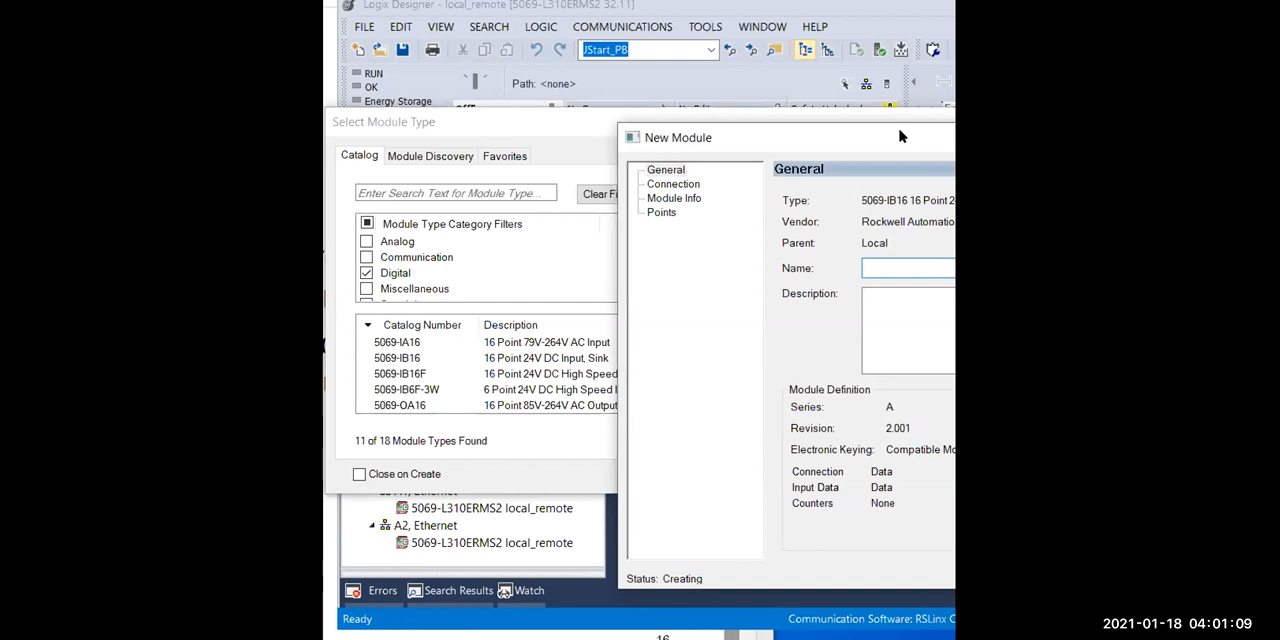 Logix Designer - local_remote [5069-L310ERMS2 32.11]
FILE EDIT VIEW SEARCH LOGIC COMMUNICATIONS TOOLS WINDOW HELP
JStart_PB
RUN
OK
Energy Storage
Path: <none>
Select Module Type
Catalog Module Discovery Favorites
Enter Search Text for Module Type...
Clear Fi
Module Type Category Filters
Analog
Communication
Digital
Miscellaneous
Catalog Number Description
5069-IA16 16 Point 79V-264V AC Input
5069-IB16 16 Point 24V DC Input, Sink
5069-IB16F 16 Point 24V DC High Speed
5069-IB6F-3W 6 Point 24V DC High Speed I
5069-OA16 16 Point 85V-264V AC Output
11 of 18 Module Types Found
Close on Create
5069-L310ERMS2 local_remote
A2, Ethernet
5069-L310ERMS2 local_remote
Errors Search Results Watch
Ready
New Module
General
Connection
Module Info
Points
General
Type: 5069-IB16 16 Point 2
Vendor: Rockwell Automatio
Parent: Local
Name:
Description:
Module Definition
Series: A
Revision: 2.001
Electronic Keying: Compatible Mo
Connection Data
Input Data Data
Counters None
Status: Creating
Communication Software: RSLinx C
16
2021-01-18 04:01:09